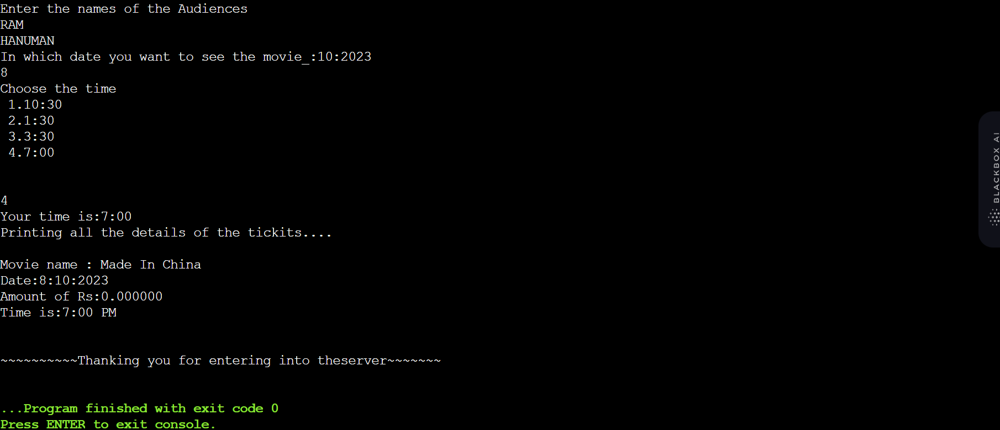 Enter the names of the Audiences
RAM
HANUMAN
In which date you want to see the movie_:10:2023
8
Choose the time
 1.10:30
 2.1:30
 3.3:30
 4.7:00
4
Your time is:7:00
Printing all the details of the tickits....
Movie name : Made In China
Date:8:10:2023
Amount of Rs:0.000000
Time is:7:00 PM
~~~~~~~~~~Thanking you for entering into theserver~~~~~~~
...Program finished with exit code 0
Press ENTER to exit console.
BLACKBOX AI